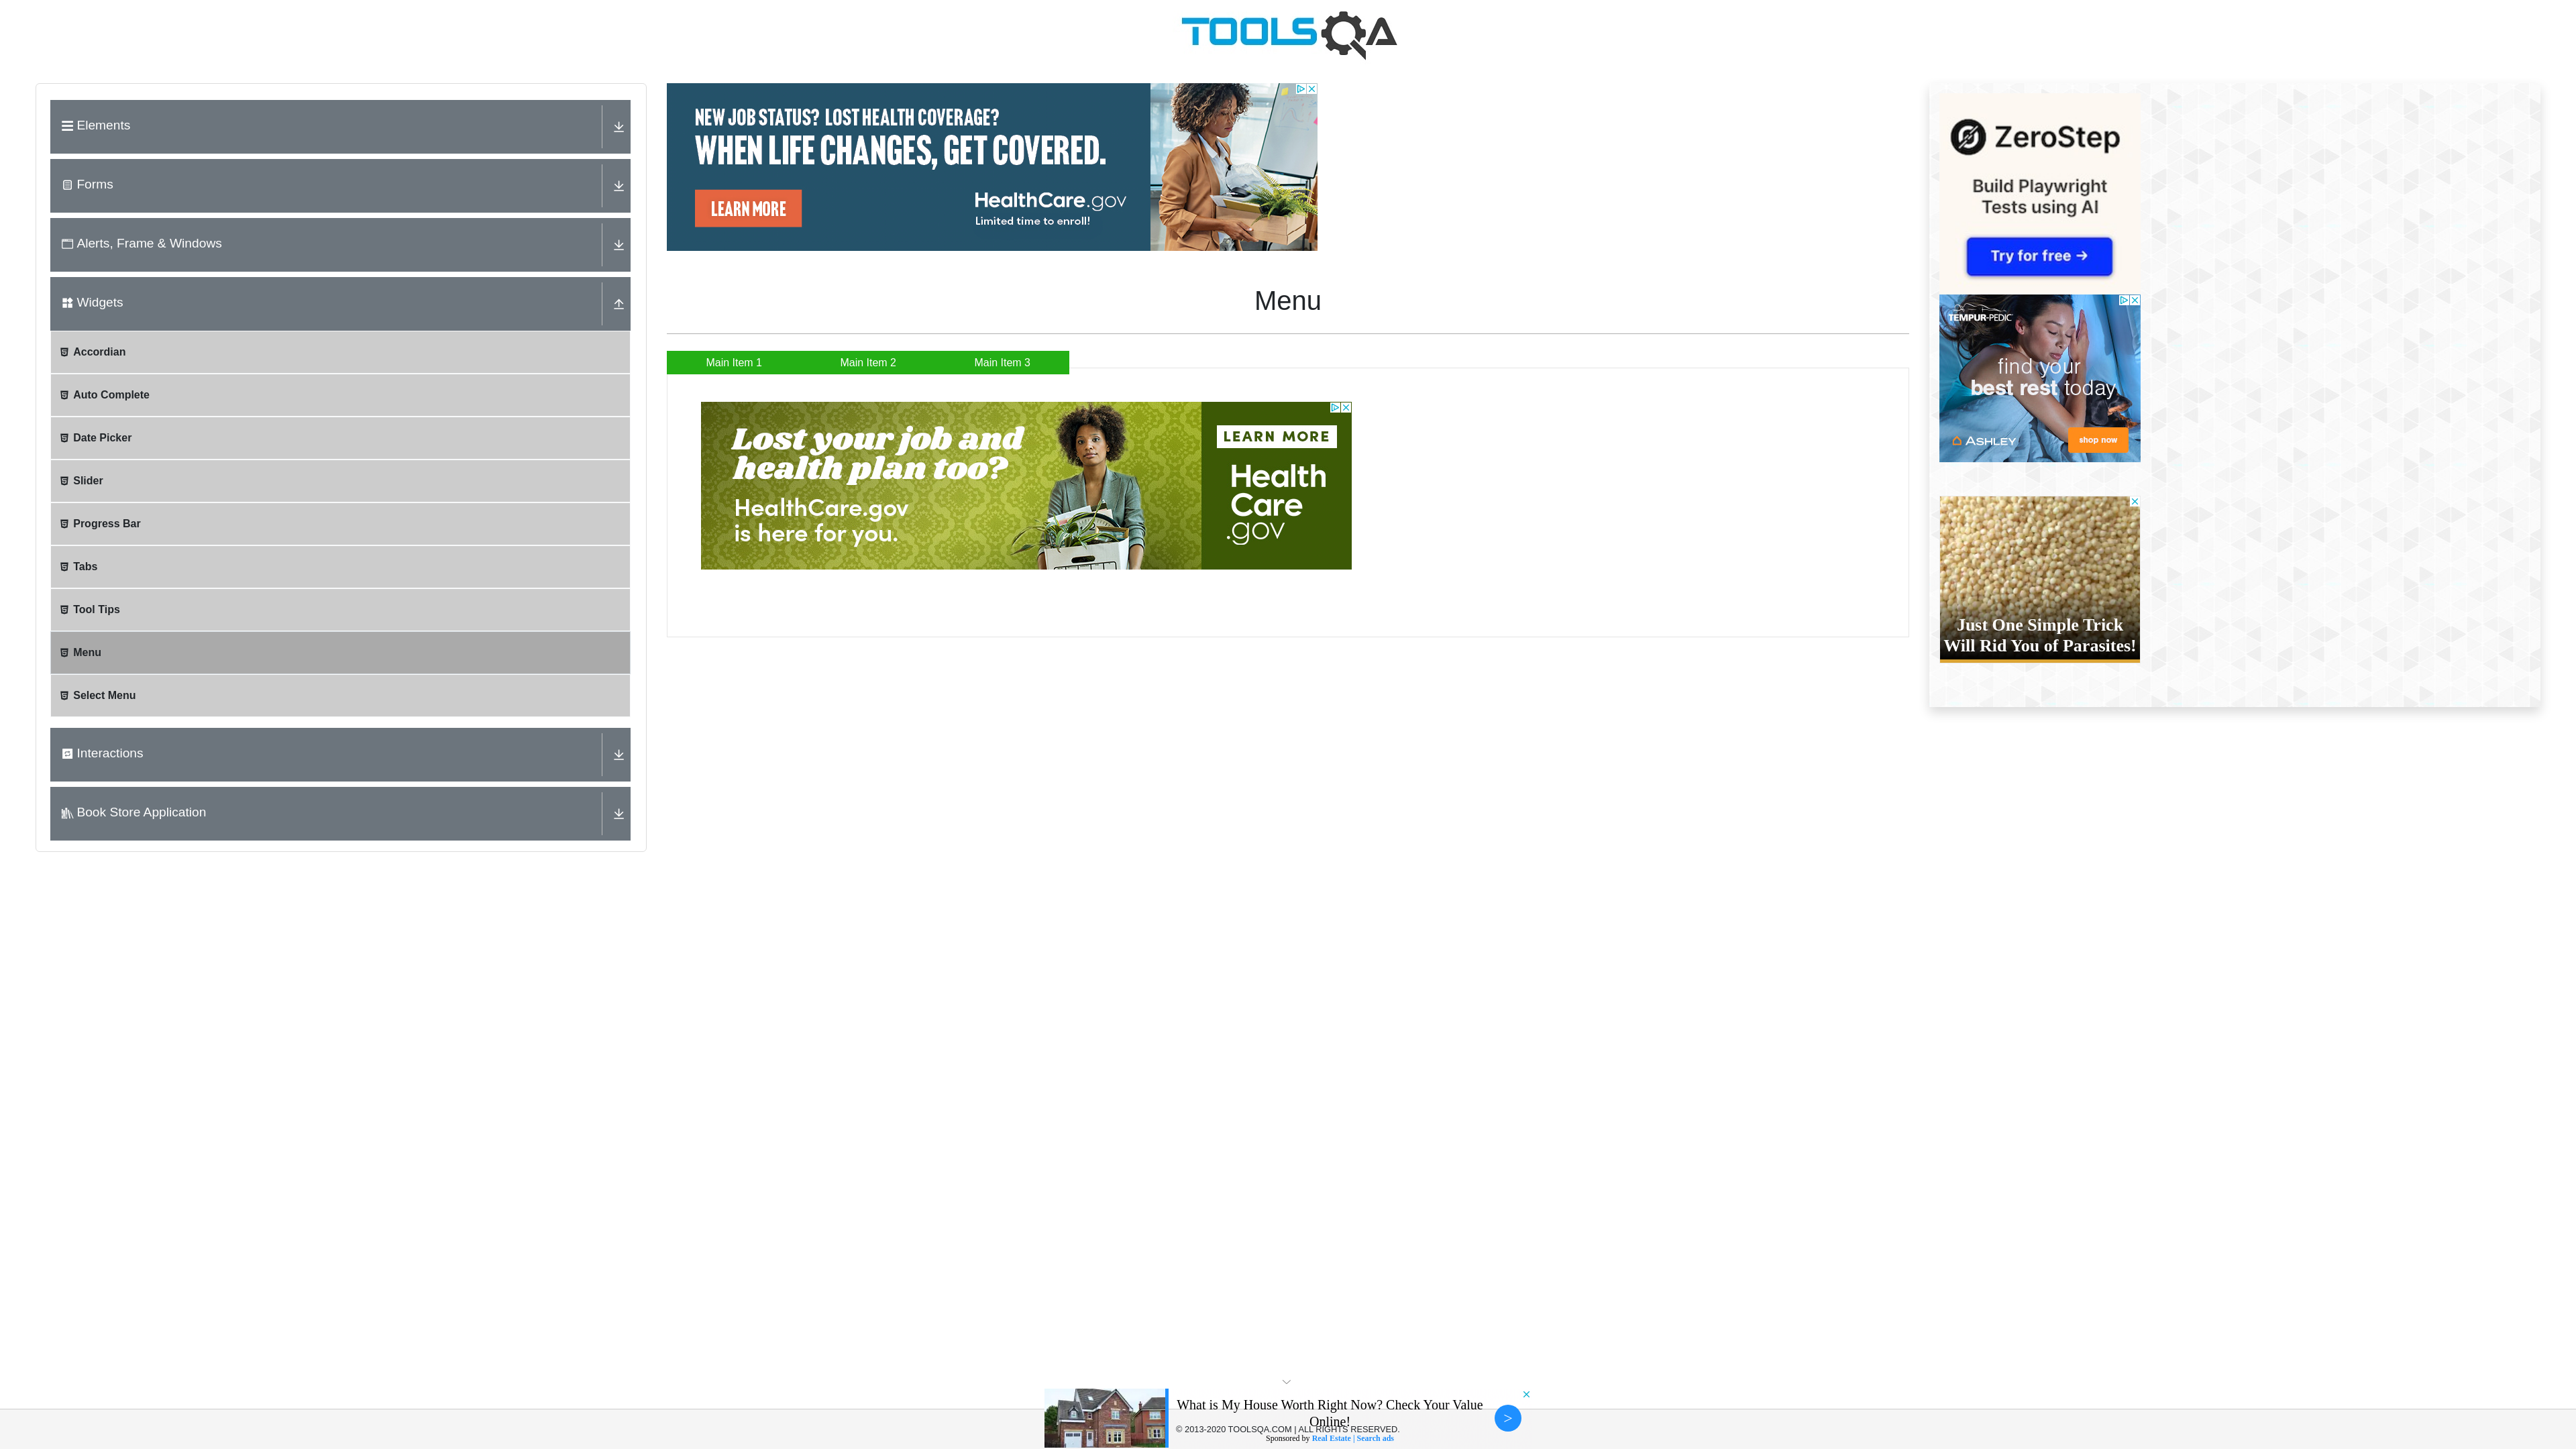 TOOLSQA
Elements
Forms
Alerts, Frame & Windows
Widgets
Accordian
Auto Complete
Date Picker
Slider
Progress Bar
Tabs
Tool Tips
Menu
Select Menu
Interactions
Book Store Application
NEW JOB STATUS? LOST HEALTH COVERAGE?
WHEN LIFE CHANGES, GET COVERED.
LEARN MORE
HealthCare.gov
Limited time to enroll!
Menu
Main Item 1
Main Item 2
Main Item 3
Lost your job and
health plan too?
HealthCare.gov
is here for you.
LEARN MORE
Health
Care
.gov
ZeroStep
Build Playwright
Tests using AI
Try for free →
TEMPUR-PEDIC
find your
best rest today
ASHLEY
shop now
Just One Simple Trick
Will Rid You of Parasites!
What is My House Worth Right Now? Check Your Value
Online!
© 2013-2020 TOOLSQA.COM | ALL RIGHTS RESERVED.
Sponsored by Real Estate | Search ads